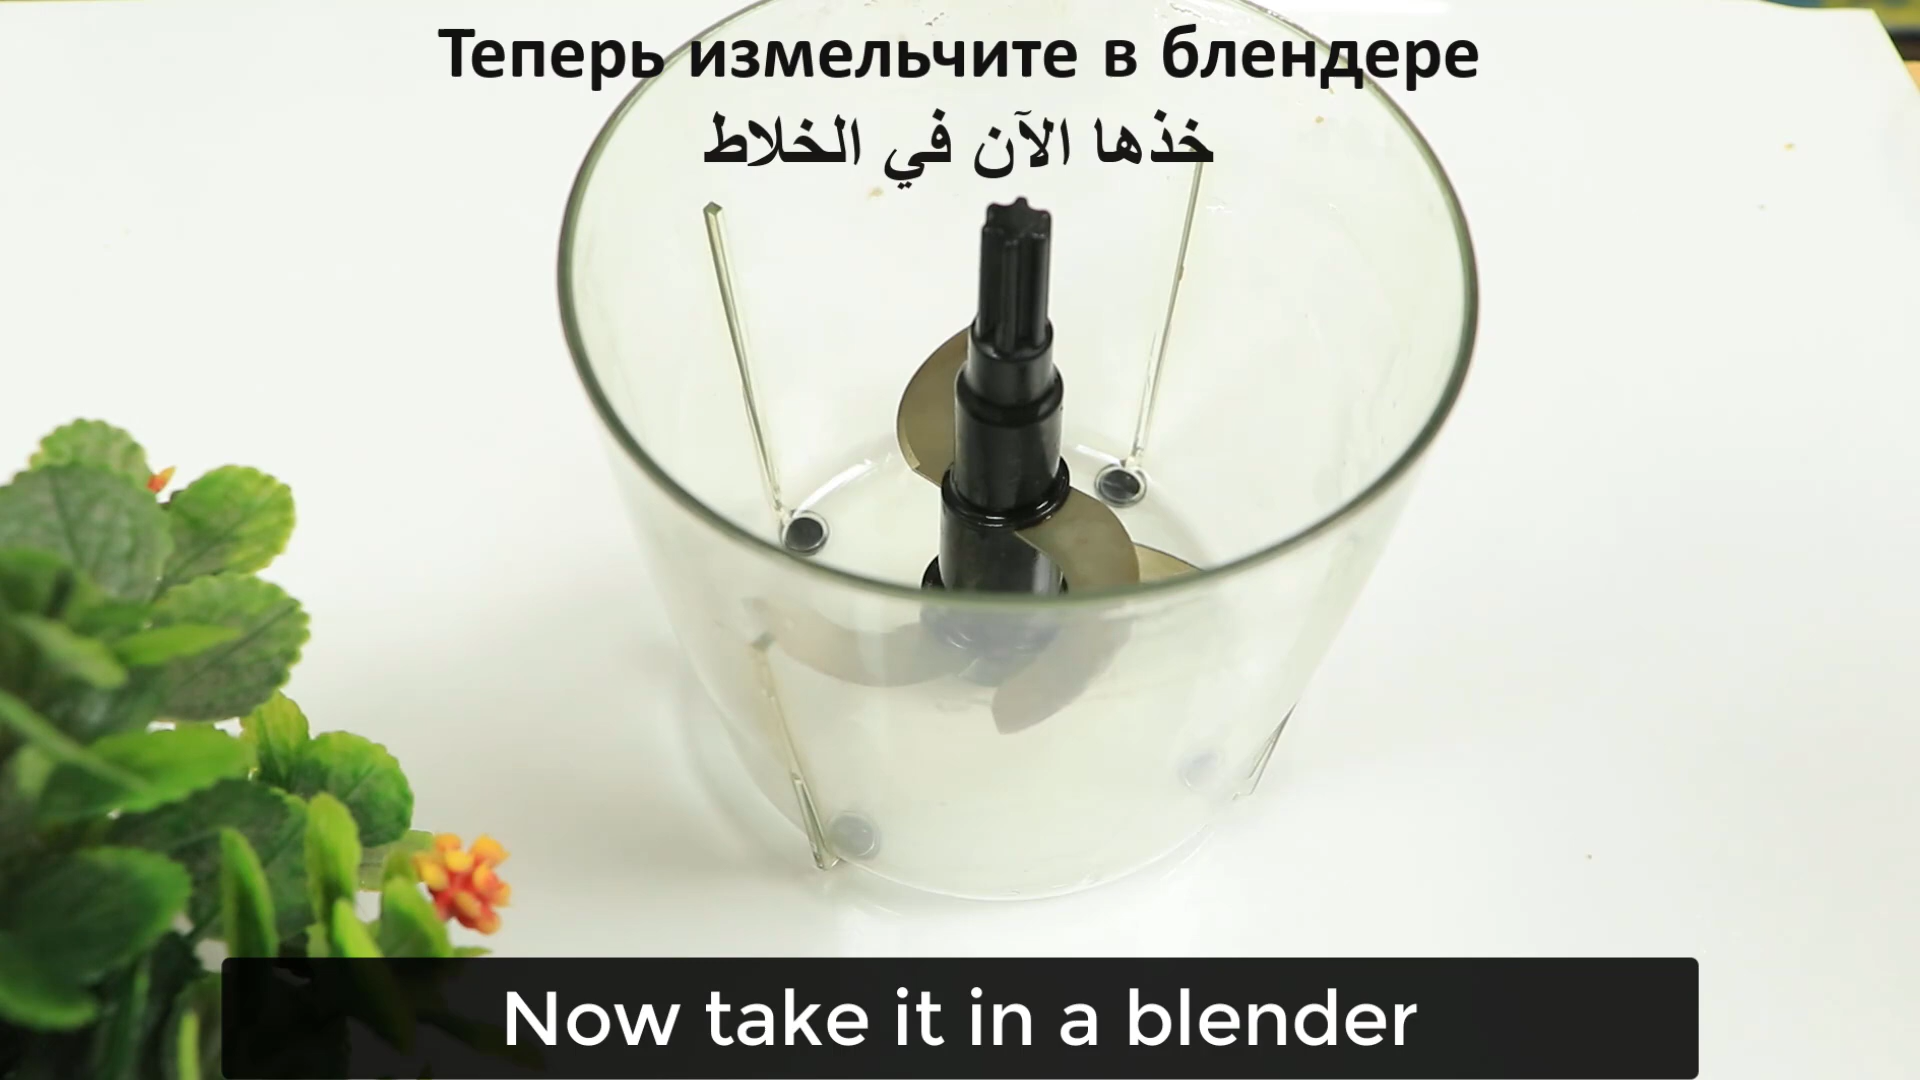 Теперь измельчите в блендере
خذها الآن في الخلاط
Now take it in a blender